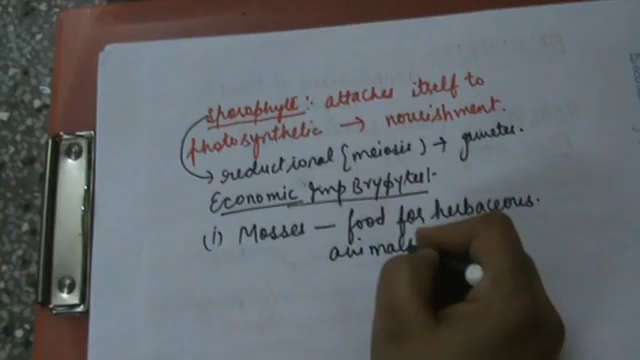 sporophyte :- attaches itself to
photosynthetic → nourishment.
→ reductional (meiosis) → gametes.
Economic Imp Bryophytes :-
(i) Mosses – food for herbaceous.
animals